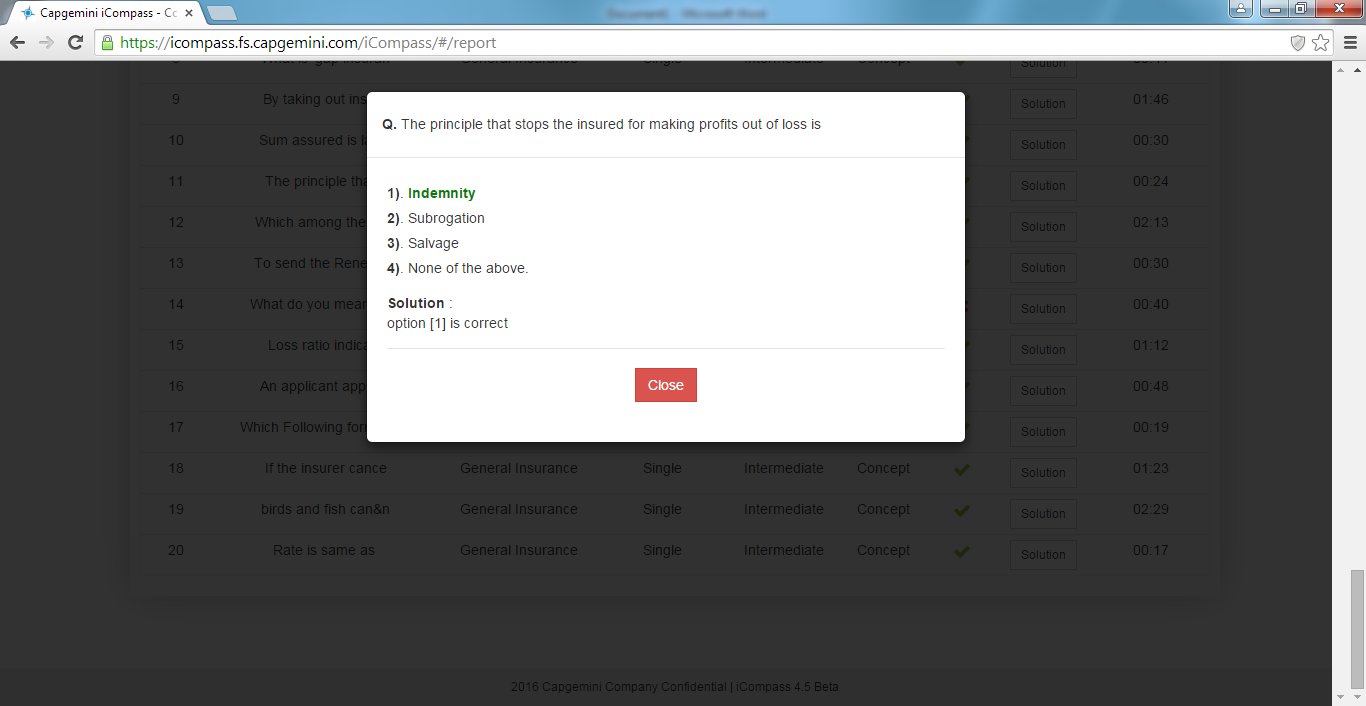 Capgemini iCompass - Co
Document1 - Microsoft Word
https://icompass.fs.capgemini.com/iCompass/#/report
Solution
9 By taking out ins Solution 01:46
10 Sum assured is la Solution 00:30
11 The principle tha Solution 00:24
12 Which among the Solution 02:13
13 To send the Rene Solution 00:30
14 What do you mean Solution 00:40
15 Loss ratio indica Solution 01:12
16 An applicant app Solution 00:48
17 Which Following for Solution 00:19
18 If the insurer cance General Insurance Single Intermediate Concept Solution 01:23
19 birds and fish can&n General Insurance Single Intermediate Concept Solution 02:29
20 Rate is same as General Insurance Single Intermediate Concept Solution 00:17
Q. The principle that stops the insured for making profits out of loss is
1). Indemnity
2). Subrogation
3). Salvage
4). None of the above.
Solution :
option [1] is correct
Close
2016 Capgemini Company Confidential | iCompass 4.5 Beta